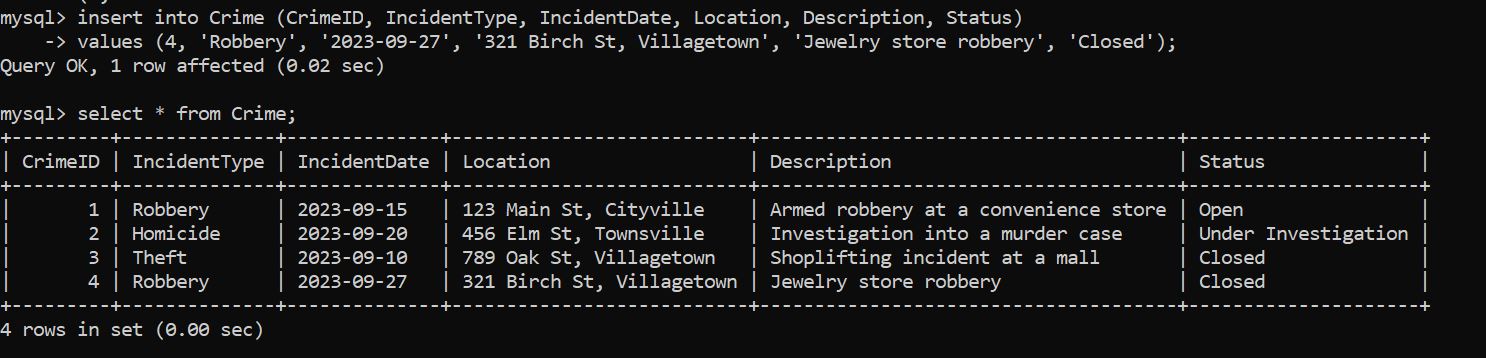 mysql> insert into Crime (CrimeID, IncidentType, IncidentDate, Location, Description, Status)
    -> values (4, 'Robbery', '2023-09-27', '321 Birch St, Villagetown', 'Jewelry store robbery', 'Closed');
Query OK, 1 row affected (0.02 sec)

mysql> select * from Crime;
+---------+--------------+--------------+---------------------------+--------------------------------------+---------------------+
| CrimeID | IncidentType | IncidentDate | Location                  | Description                          | Status              |
+---------+--------------+--------------+---------------------------+--------------------------------------+---------------------+
|       1 | Robbery      | 2023-09-15   | 123 Main St, Cityville    | Armed robbery at a convenience store | Open                |
|       2 | Homicide     | 2023-09-20   | 456 Elm St, Townsville    | Investigation into a murder case     | Under Investigation |
|       3 | Theft        | 2023-09-10   | 789 Oak St, Villagetown   | Shoplifting incident at a mall       | Closed              |
|       4 | Robbery      | 2023-09-27   | 321 Birch St, Villagetown | Jewelry store robbery                | Closed              |
+---------+--------------+--------------+---------------------------+--------------------------------------+---------------------+
4 rows in set (0.00 sec)